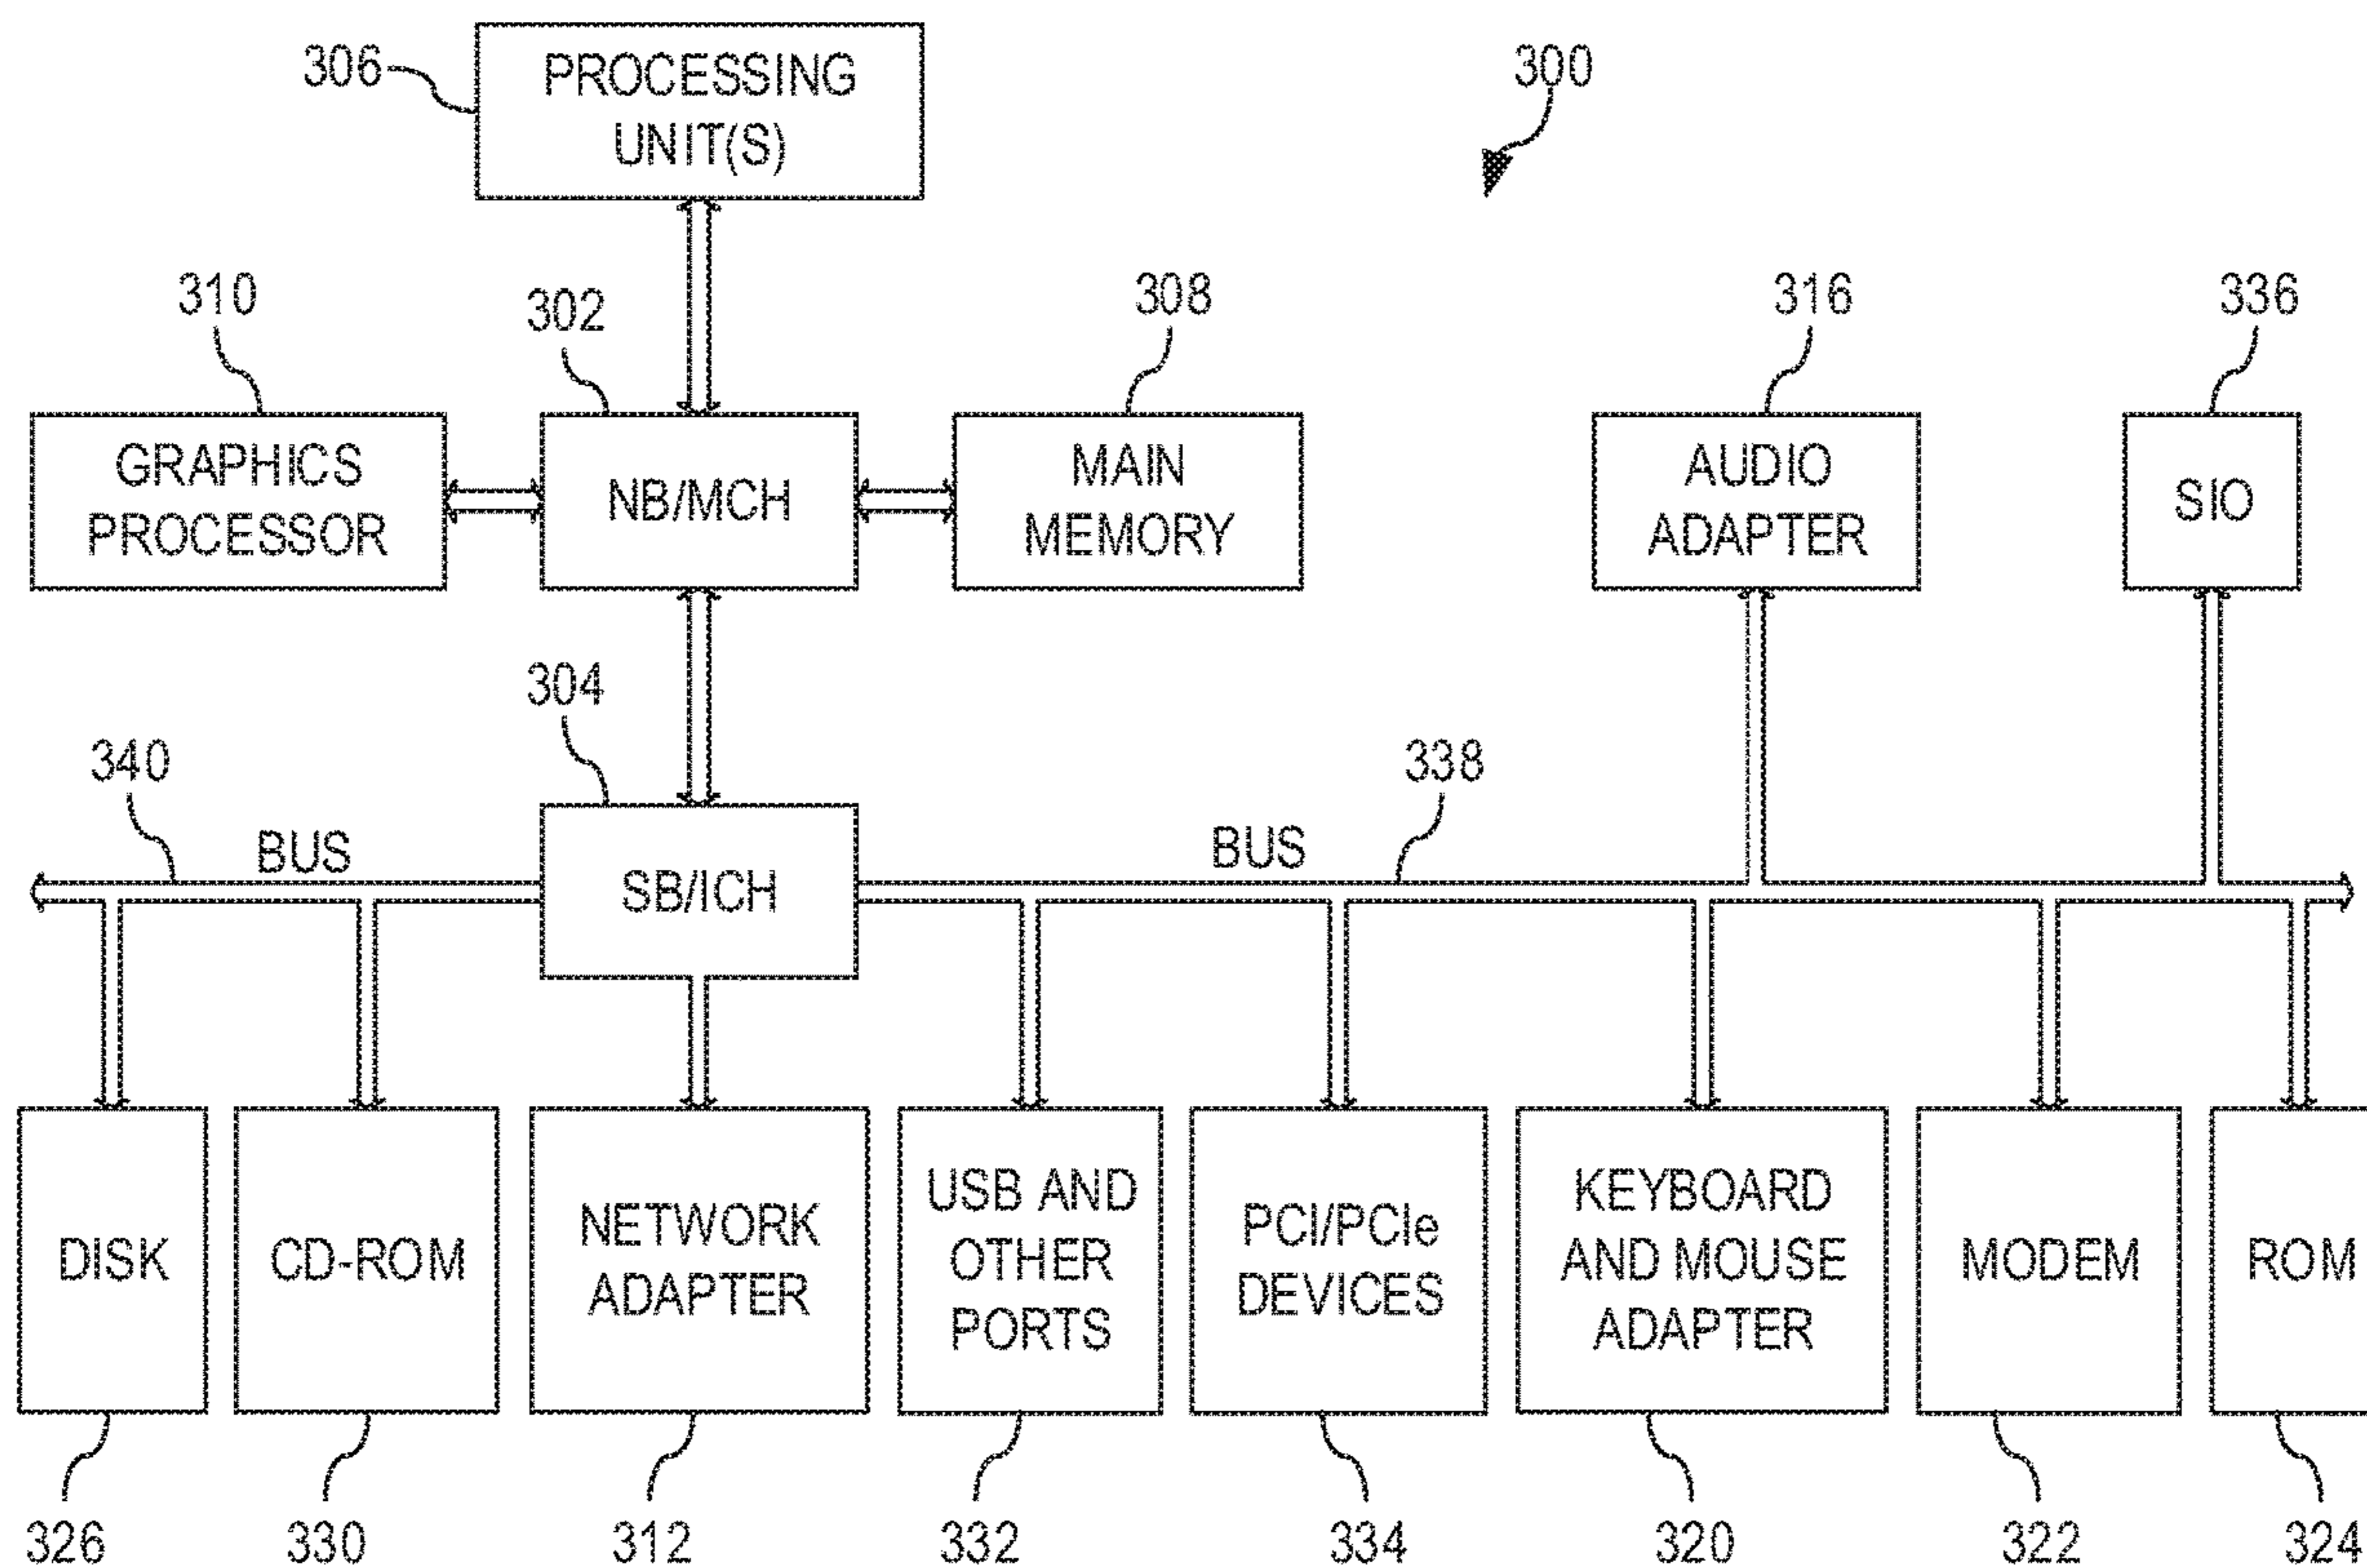 306
PROCESSING
UNIT(S)
300
310
302
308
316
336
GRAPHICS
PROCESSOR
NB/MCH
MAIN
MEMORY
AUDIO
ADAPTER
SIO
304
340
338
BUS
BUS
SB/ICH
DISK
CD-ROM
NETWORK
ADAPTER
USB AND
OTHER
PORTS
PCI/PCIe
DEVICES
KEYBOARD
AND MOUSE
ADAPTER
MODEM
ROM
326
330
312
332
334
320
322
324